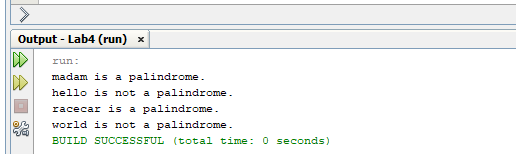 Output - Lab4 (run)
run:
madam is a palindrome.
hello is not a palindrome.
racecar is a palindrome.
world is not a palindrome.
BUILD SUCCESSFUL (total time: 0 seconds)